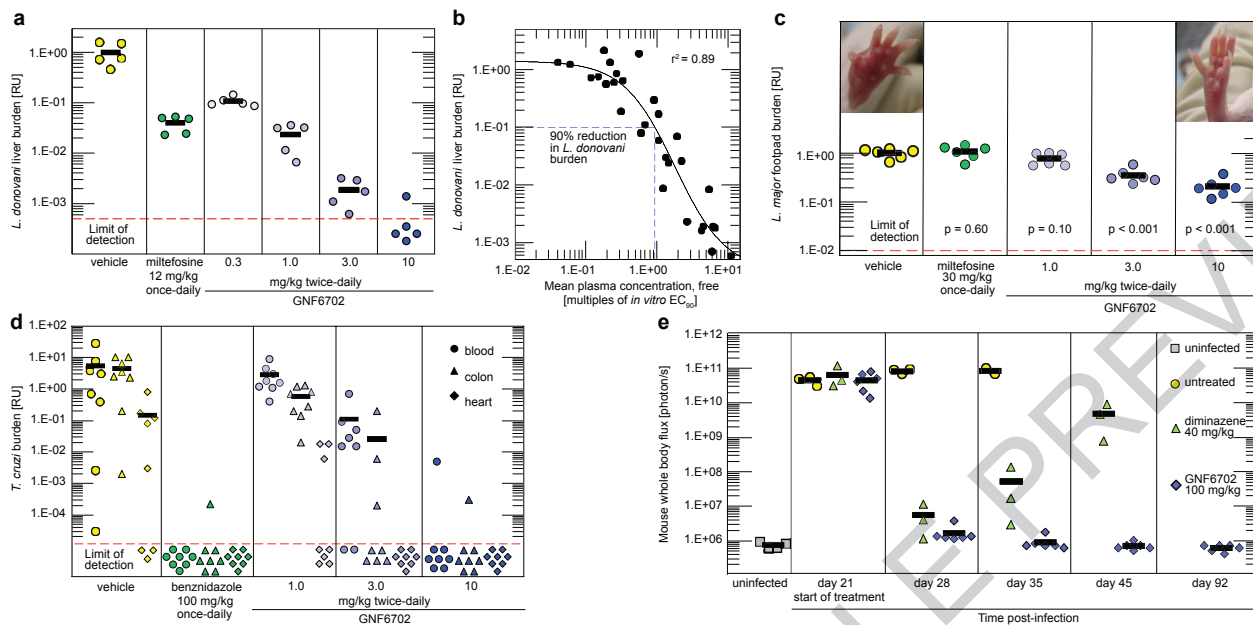 a
L. donovani liver burden [RU]
1.E+00
1.E-01
1.E-02
1.E-03
Limit of
detection
vehicle
miltefosine
12 mg/kg
once-daily
0.3
1.0
3.0
10
mg/kg twice-daily
GNF6702
b
L. donovani liver burden [RU]
1.E+00
1.E-01
1.E-02
1.E-03
r² = 0.89
90% reduction
in L. donovani
burden
1.E-02
1.E-01
1.E+00
1.E+01
Mean plasma concentration, free
[multiples of in vitro EC90]
c
L. major footpad burden [RU]
1.E+00
1.E-01
1.E-02
Limit of
detection
p = 0.60
p = 0.10
p < 0.001
p < 0.001
vehicle
miltefosine
30 mg/kg
once-daily
1.0
3.0
10
mg/kg twice-daily
GNF6702
d
T. cruzi burden [RU]
1.E+02
1.E+01
1.E+00
1.E-01
1.E-02
1.E-03
1.E-04
blood
colon
heart
Limit of
detection
vehicle
benznidazole
100 mg/kg
once-daily
1.0
3.0
10
mg/kg twice-daily
GNF6702
e
Mouse whole body flux [photon/s]
1.E+12
1.E+11
1.E+10
1.E+09
1.E+08
1.E+07
1.E+06
1.E+05
uninfected
untreated
diminazene
40 mg/kg
GNF6702
100 mg/kg
uninfected
day 21
start of treatment
day 28
day 35
day 45
day 92
Time post-infection
LE PREVIEW